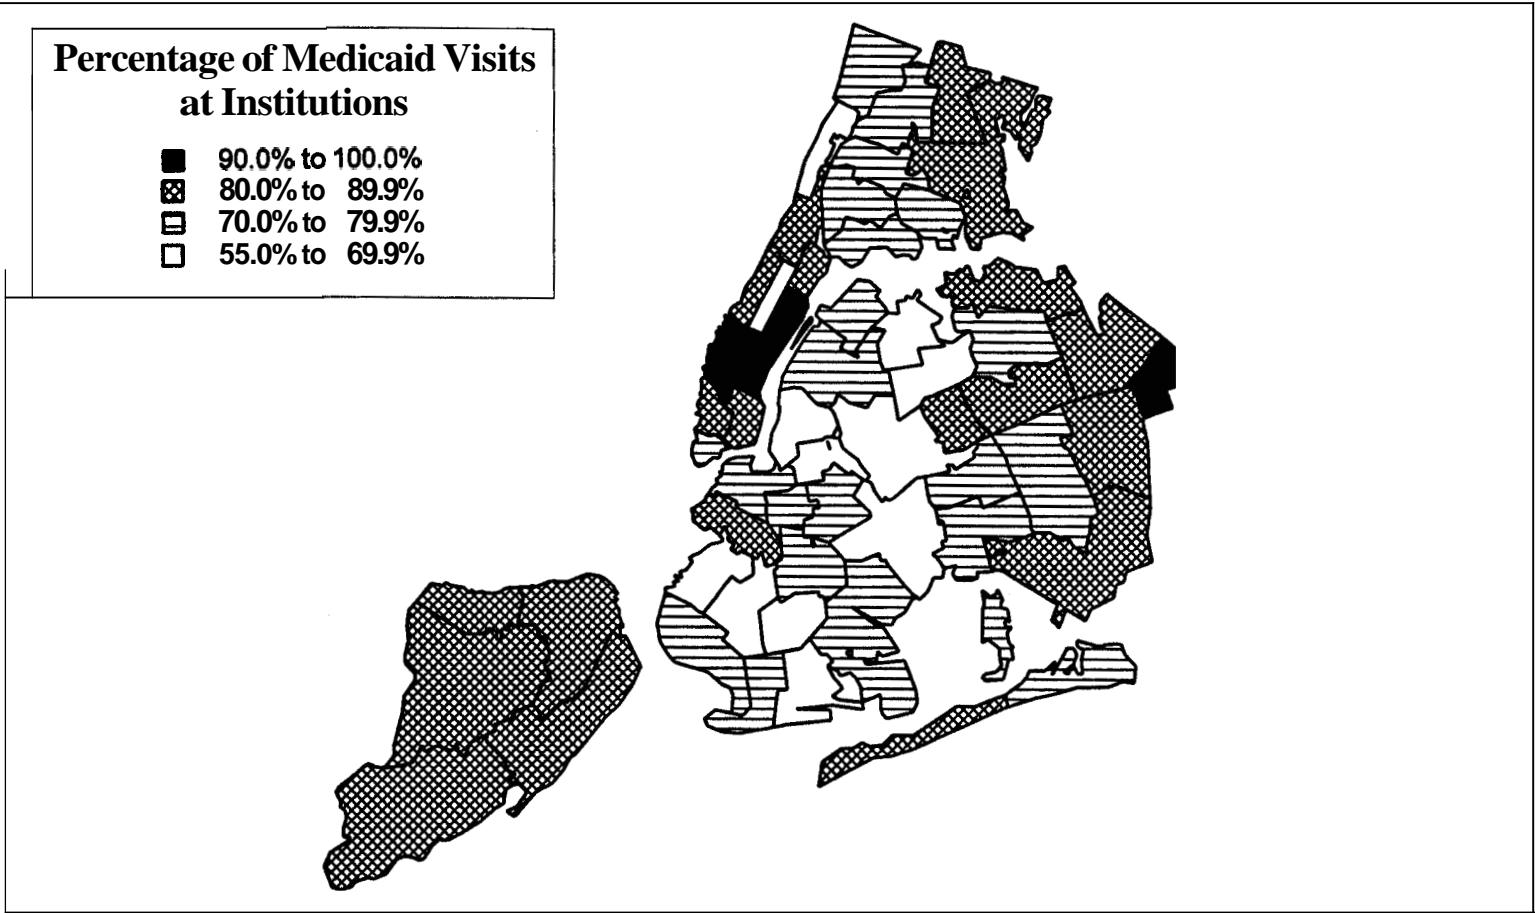 Percentage of Medicaid Visits
at Institutions
90.0% to 100.0%
80.0% to 89.9%
70.0% to 79.9%
55.0% to 69.9%